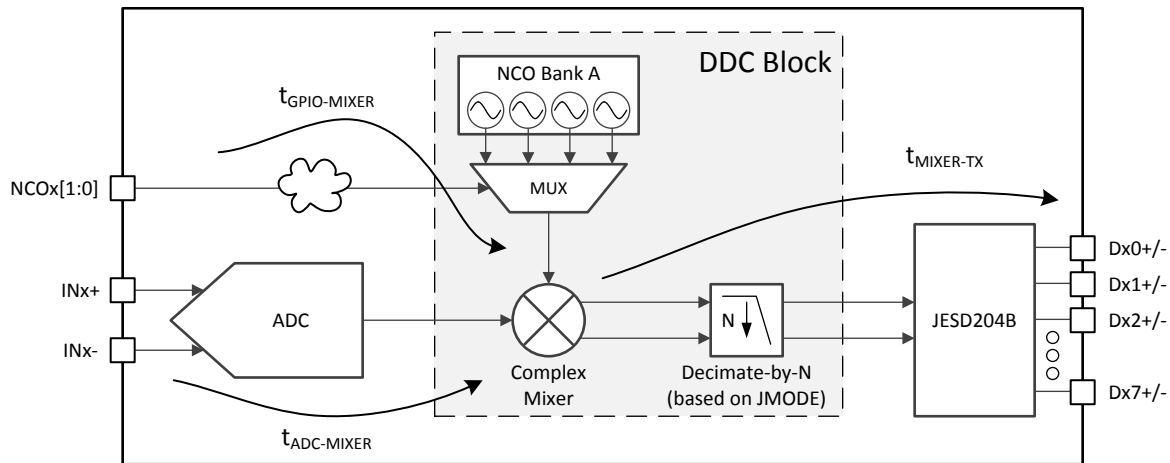 DDC Block
NCO Bank A
tGPIO-MIXER
tMIXER-TX
NCOx[1:0]
MUX
Dx0+/-
INx+
Dx1+/-
ADC
N
JESD204B
Dx2+/-
INx-
Complex
Mixer
Decimate-by-N
(based on JMODE)
Dx7+/-
tADC-MIXER